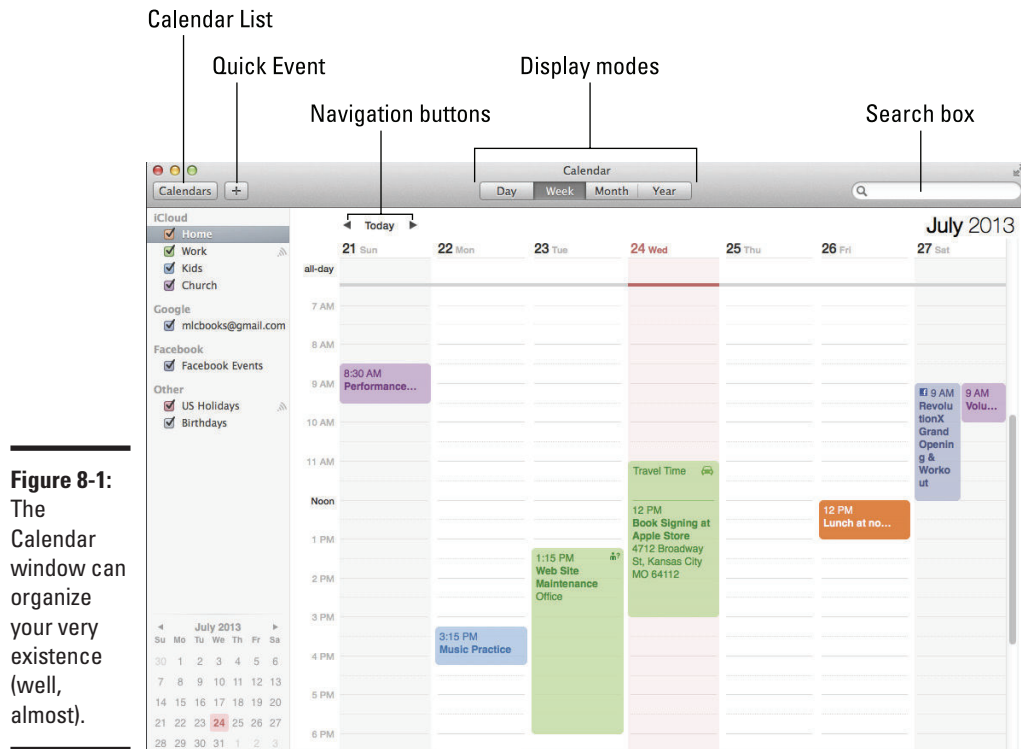 Calendar List
Quick Event
Display modes
Navigation buttons
Search box
Calendar
Calendars
+
Day Week Month Year
iCloud
Home
Work
Kids
Church
Google
mlcbooks@gmail.com
Facebook
Facebook Events
Other
US Holidays
Birthdays
Today
July 2013
21 Sun 22 Mon 23 Tue 24 Wed 25 Thu 26 Fri 27 Sat
all-day
7 AM
8 AM
9 AM
10 AM
11 AM
Noon
1 PM
2 PM
3 PM
4 PM
5 PM
6 PM
8:30 AM
Performance...
3:15 PM
Music Practice
1:15 PM
Web Site
Maintenance
Office
Travel Time
12 PM
Book Signing at
Apple Store
4712 Broadway
St, Kansas City
MO 64112
12 PM
Lunch at no...
9 AM
Revolu
tionX
Grand
Openin
g &
Worko
ut
9 AM
Volu...
July 2013
Su Mo Tu We Th Fr Sa
30 1 2 3 4 5 6
7 8 9 10 11 12 13
14 15 16 17 18 19 20
21 22 23 24 25 26 27
28 29 30 31 1 2 3
Figure 8-1:
The
Calendar
window can
organize
your very
existence
(well,
almost).